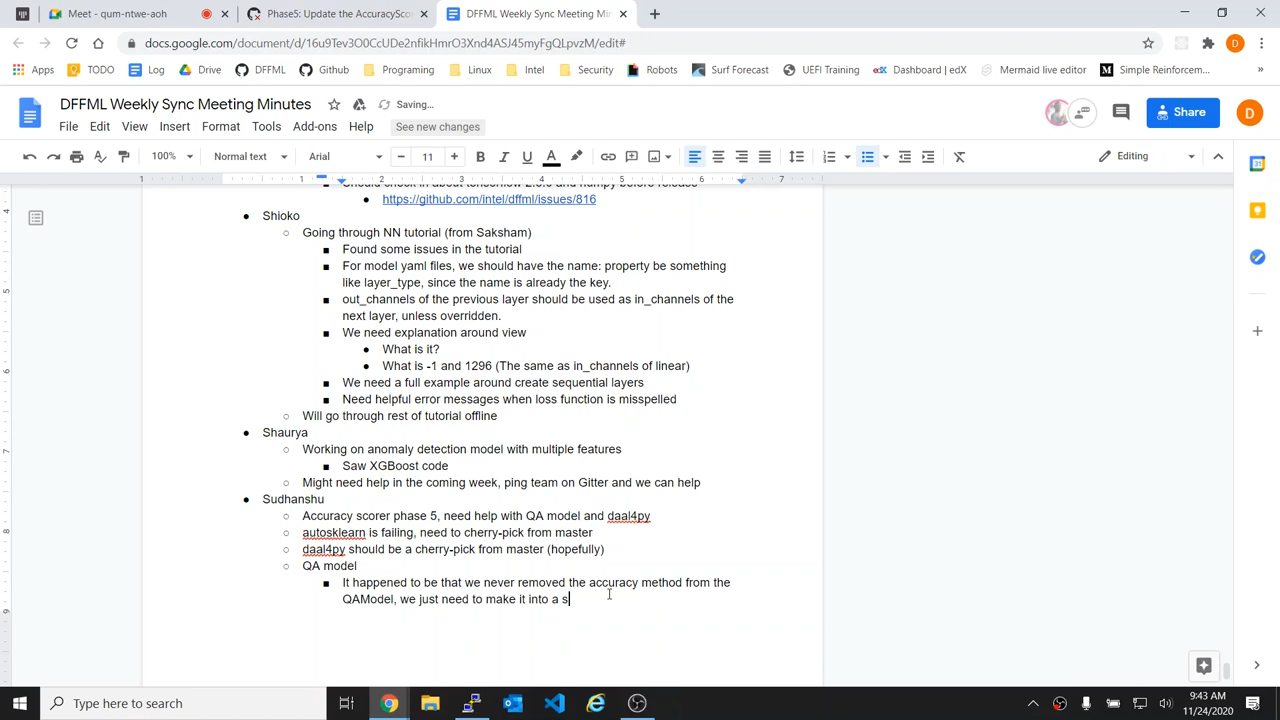 Meet - qum-ntwe-aoh
Phase5: Update the AccuracySco
DFFML Weekly Sync Meeting Min
docs.google.com/document/d/16u9Tev3O0CcUDe2nfikHmrO3Xnd4ASJ45myFgQLpvzM/edit#
Apps TODO Log Drive DFFML Github Programing Linux Intel Security Robots Surf Forecast UEFI Training Dashboard | edX Mermaid live editor Simple Reinforcem...
DFFML Weekly Sync Meeting Minutes Saving...
File Edit View Insert Format Tools Add-ons Help See new changes
Share
100% Normal text Arial 11 Editing
1 1 2 3 4 5 6 7
https://github.com/intel/dffml/issues/816
Shioko
Going through NN tutorial (from Saksham)
Found some issues in the tutorial
For model yaml files, we should have the name: property be something
like layer_type, since the name is already the key.
out_channels of the previous layer should be used as in_channels of the
next layer, unless overridden.
We need explanation around view
What is it?
What is -1 and 1296 (The same as in_channels of linear)
We need a full example around create sequential layers
Need helpful error messages when loss function is misspelled
Will go through rest of tutorial offline
Shaurya
Working on anomaly detection model with multiple features
Saw XGBoost code
Might need help in the coming week, ping team on Gitter and we can help
Sudhanshu
Accuracy scorer phase 5, need help with QA model and daal4py
autosklearn is failing, need to cherry-pick from master
daal4py should be a cherry-pick from master (hopefully)
QA model
It happened to be that we never removed the accuracy method from the
QAModel, we just need to make it into a s
Type here to search
9:43 AM
11/24/2020